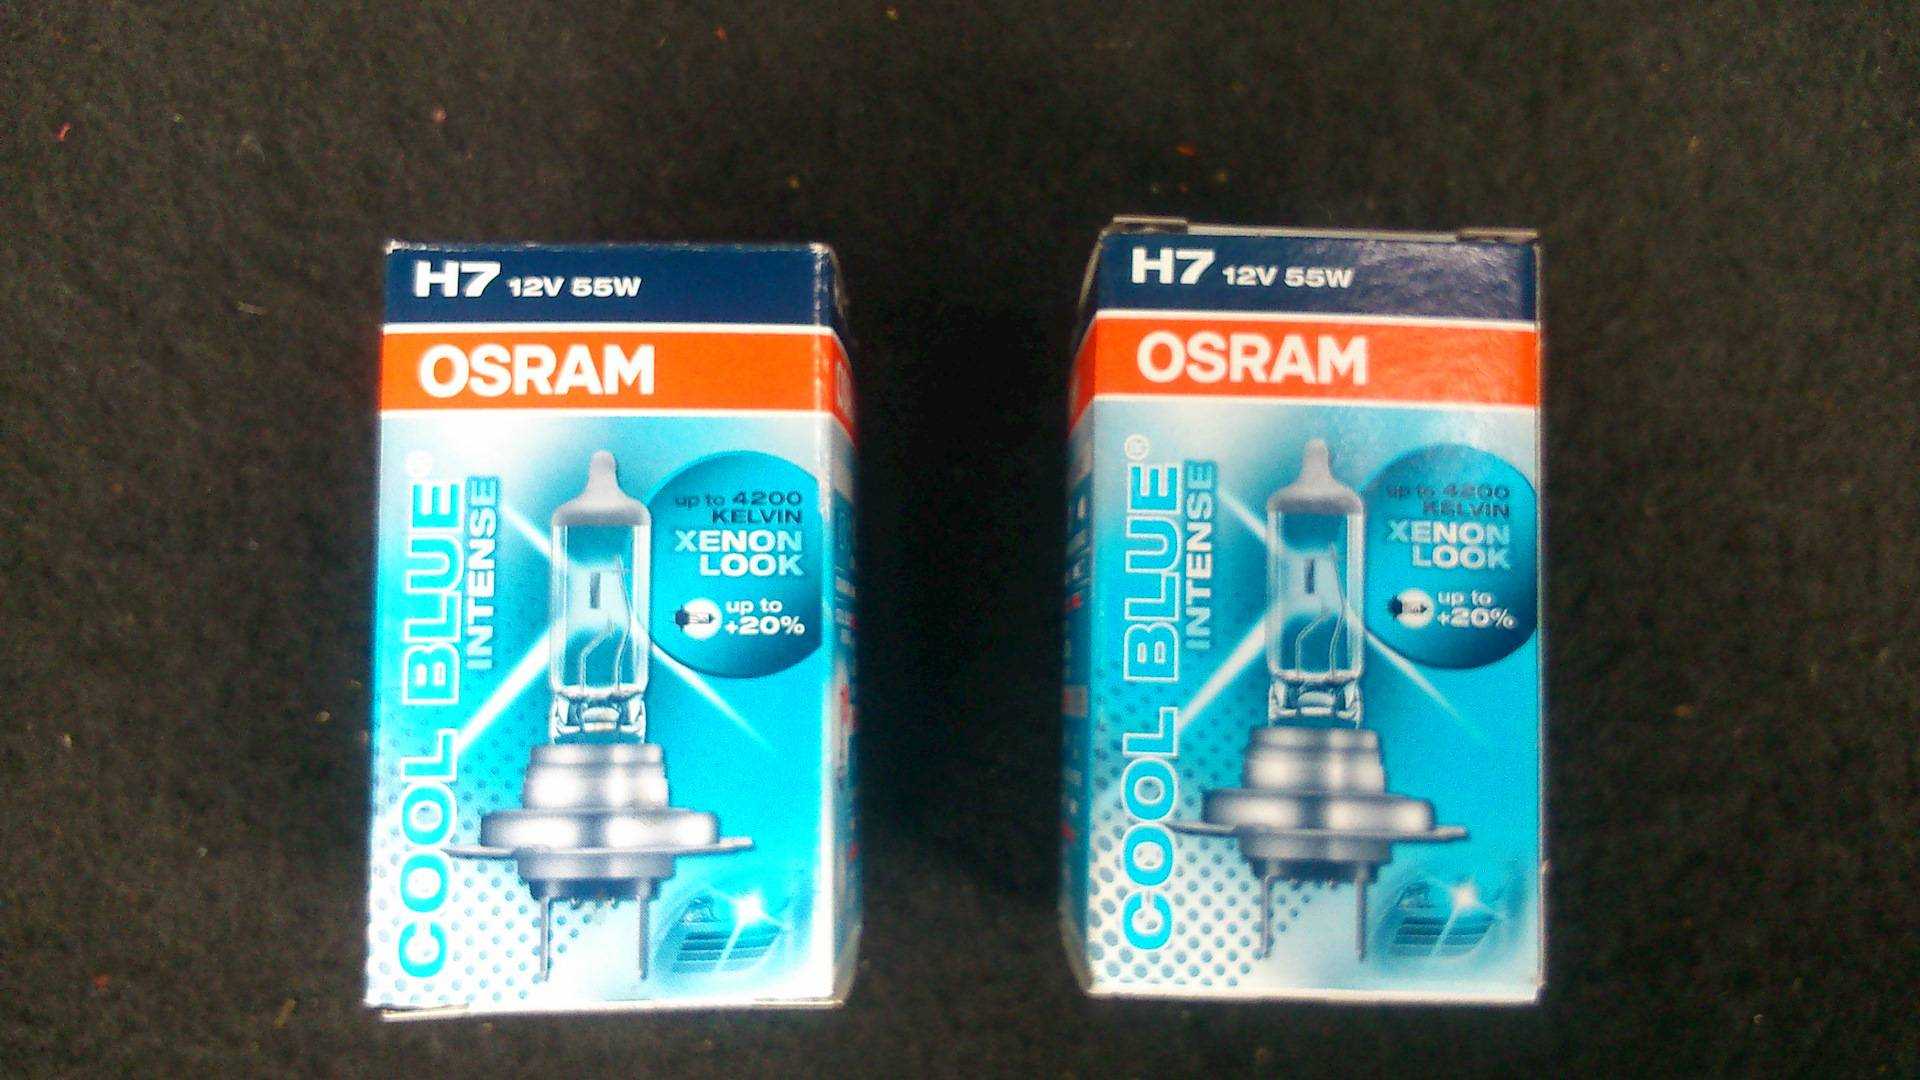 H7 12V 55W
OSRAM
COOL BLUE®
INTENSE
up to 4200
KELVIN
XENON
LOOK
up to
+20%
H7 12V 55W
OSRAM
COOL BLUE®
INTENSE
up to 4200
KELVIN
XENON
LOOK
up to
+20%